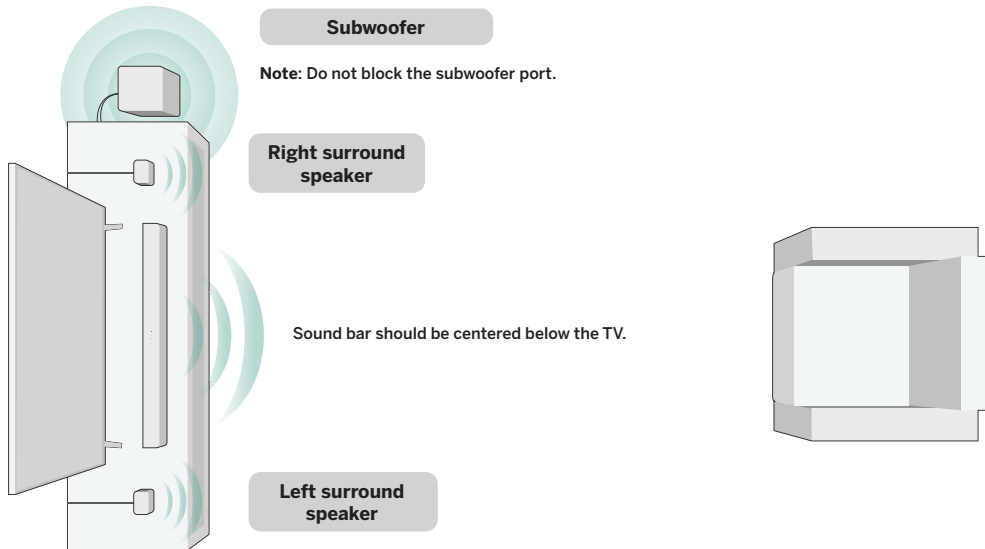 Subwoofer
Note: Do not block the subwoofer port.
Right surround
speaker
Sound bar should be centered below the TV.
Left surround
speaker